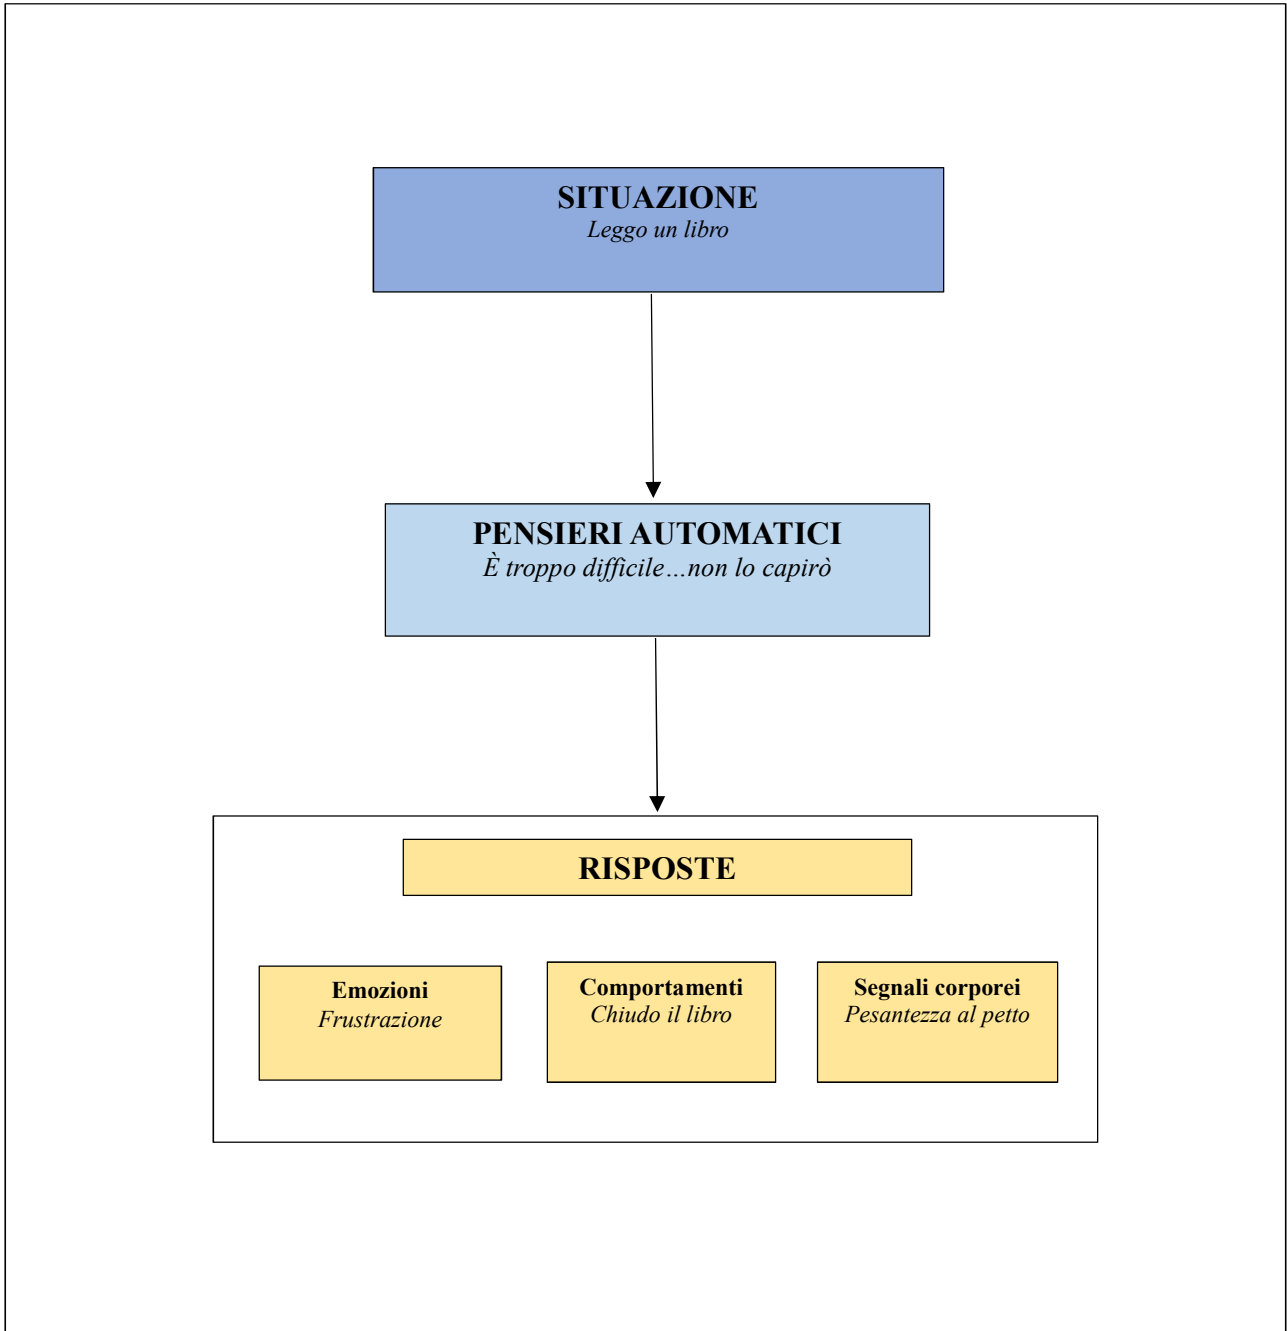 SITUAZIONE
Leggo un libro
PENSIERI AUTOMATICI
È troppo difficile…non lo capirò
RISPOSTE
Emozioni
Frustrazione
Comportamenti
Chiudo il libro
Segnali corporei
Pesantezza al petto